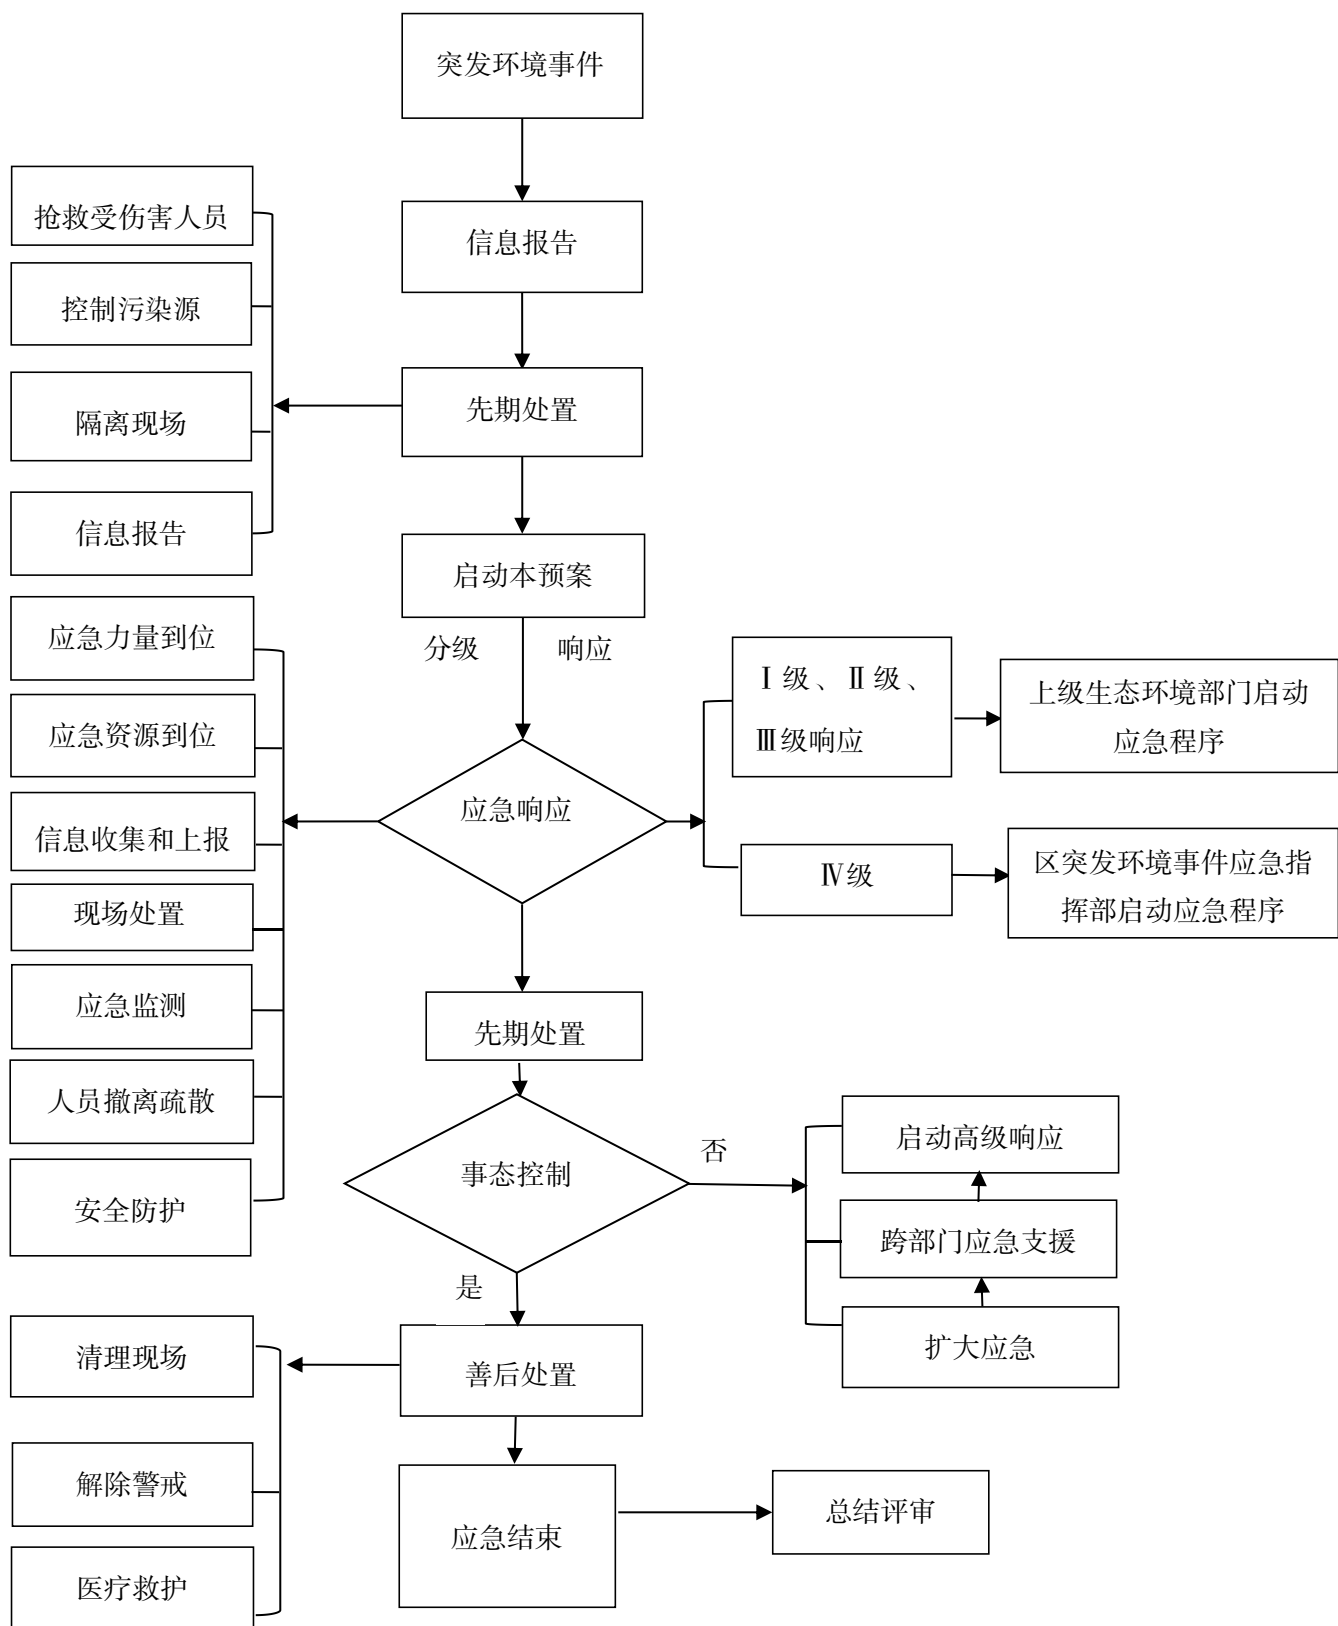 突发环境事件
信息报告
先期处置
抢救受伤害人员
控制污染源
隔离现场
信息报告
启动本预案
分级 响应
应急响应
应急力量到位
应急资源到位
信息收集和上报
现场处置
应急监测
人员撤离疏散
安全防护
Ⅰ级、Ⅱ级、
Ⅲ级响应
上级生态环境部门启动
应急程序
Ⅳ级
区突发环境事件应急指
挥部启动应急程序
先期处置
事态控制
否
启动高级响应
跨部门应急支援
扩大应急
是
善后处置
清理现场
解除警戒
医疗救护
应急结束
总结评审